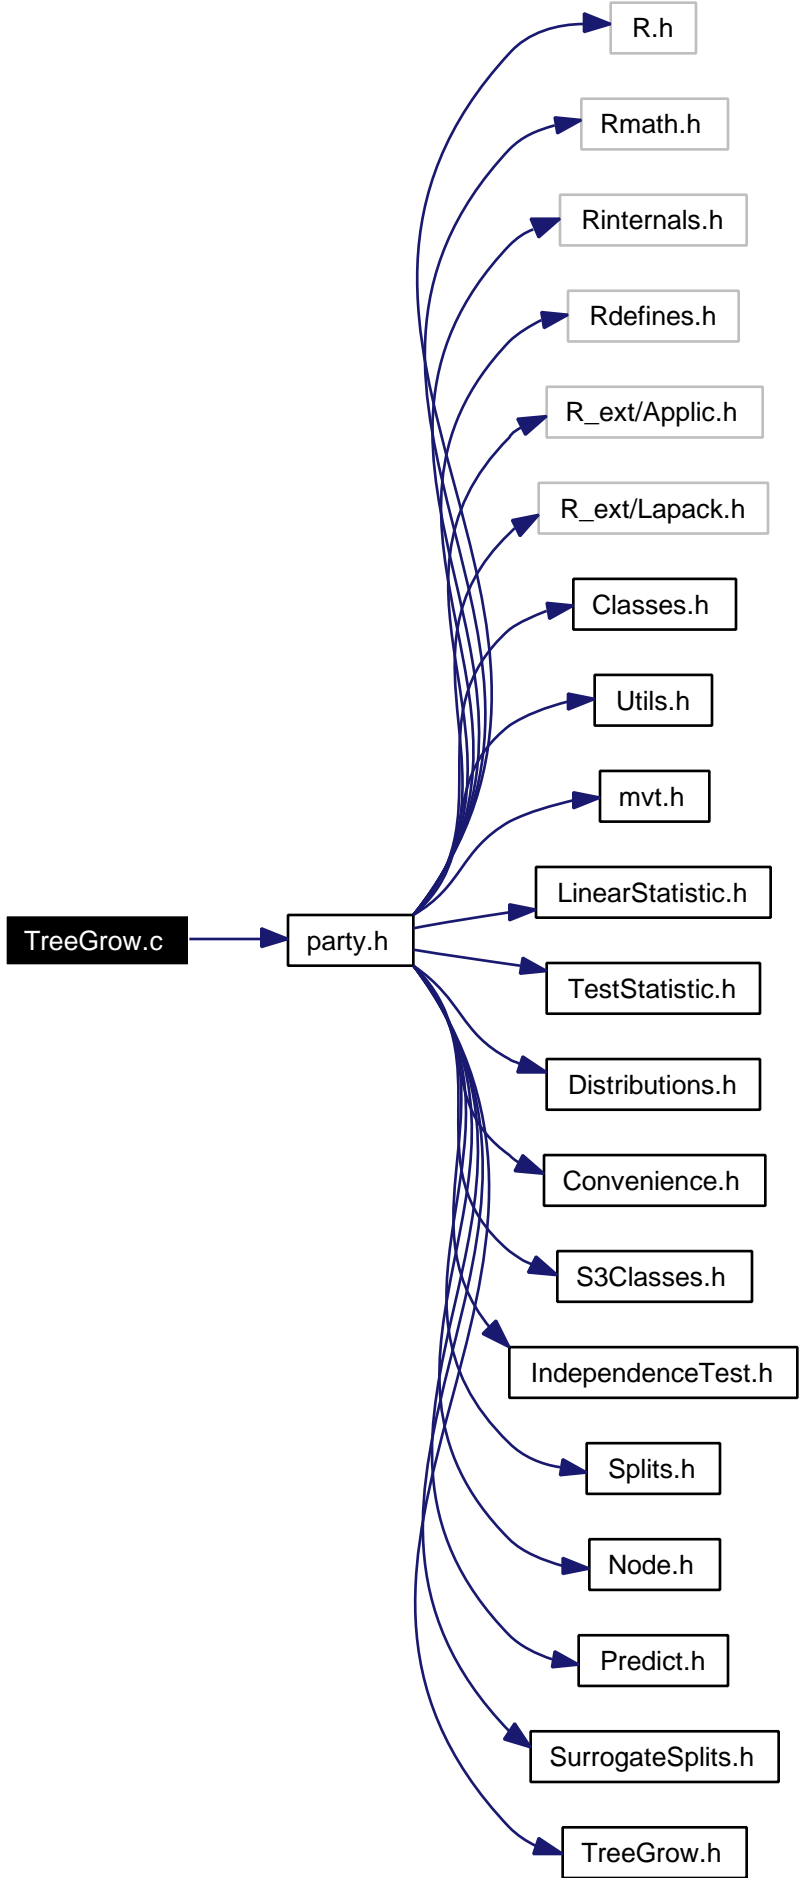 R.h
Rmath.h
Rinternals.h
Rdefines.h
R_ext/Applic.h
R_ext/Lapack.h
Classes.h
Utils.h
mvt.h
LinearStatistic.h
TreeGrow.c
party.h
TestStatistic.h
Distributions.h
Convenience.h
S3Classes.h
IndependenceTest.h
Splits.h
Node.h
Predict.h
SurrogateSplits.h
TreeGrow.h